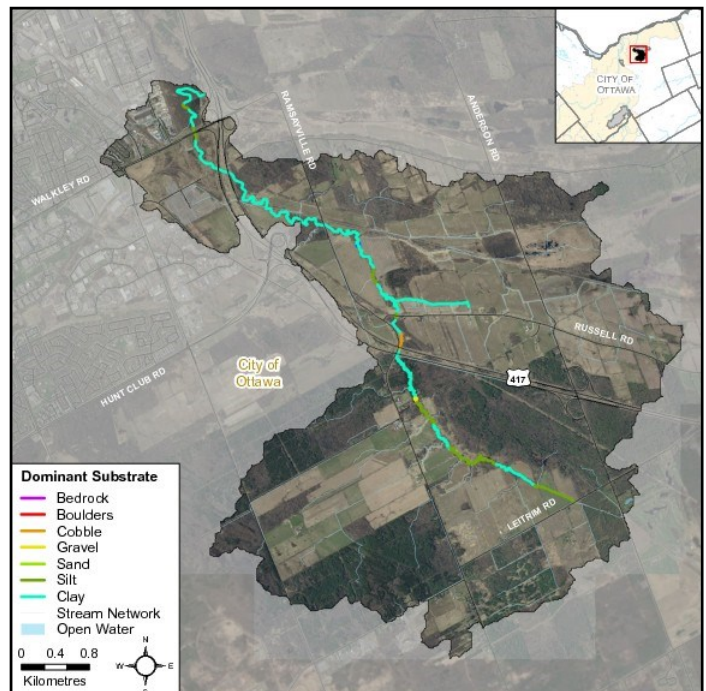 CITY OF
OTTAWA
RAMSAYVILLE RD
ANDERSON RD
WALKLEY RD
RUSSELL RD
City of
Ottawa
417
HUNT CLUB RD
LEITRIM RD
Dominant Substrate
Bedrock
Boulders
Cobble
Gravel
Sand
Silt
Clay
Stream Network
Open Water
0 0.4 0.8
Kilometres
N
W E
S